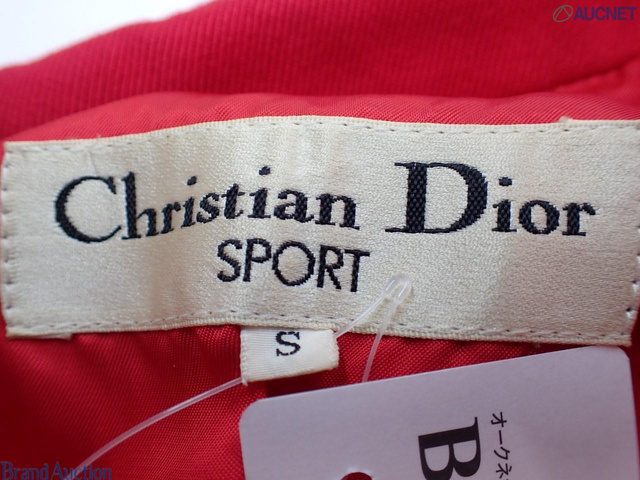 AUCNET
Christian Dior
SPORT
S
オークネ
B
Brand Auction